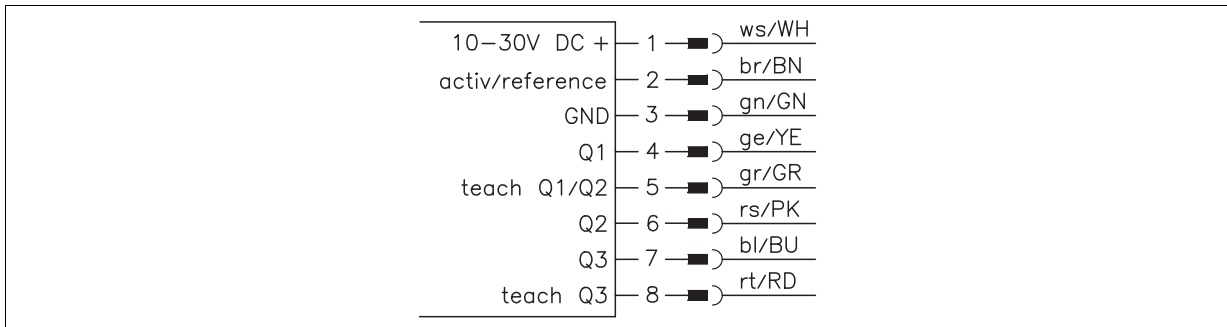 10-30V DC + 1 ws/WH
activ/reference 2 br/BN
GND 3 gn/GN
Q1 4 ge/YE
teach Q1/Q2 5 gr/GR
Q2 6 rs/PK
Q3 7 bl/BU
teach Q3 8 rt/RD